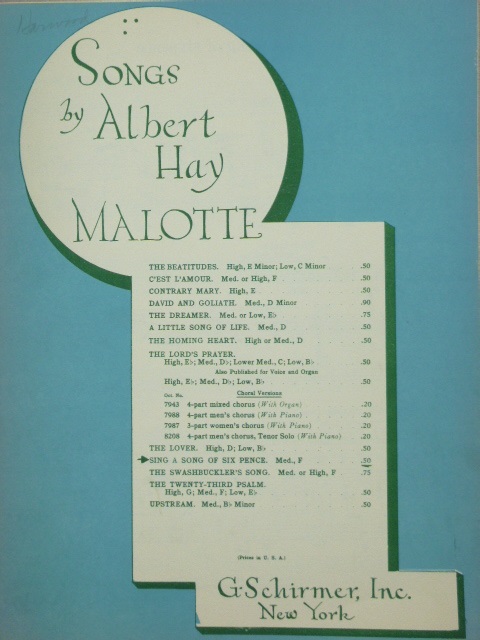 Songs
by Albert
Hay
MALOTTE
THE BEATITUDES. High, E Minor; Low, C Minor .50
C'EST L'AMOUR. Med. or High, F .50
CONTRARY MARY. High, E .50
DAVID AND GOLIATH. Med., D Minor .90
THE DREAMER. Med. or Low, E♭ .75
A LITTLE SONG OF LIFE. Med., D .50
THE HOMING HEART. High or Med., D .50
THE LORD'S PRAYER.
High, E♭; Med., D♭; Lower Med., C; Low, B♭ .50
Also Published for Voice and Organ
High, E♭; Med., D♭; Low, B♭ .50
Oct. No. Choral Versions
7943 4-part mixed chorus (With Organ) .20
7988 4-part men's chorus (With Piano) .20
7987 3-part women's chorus (With Piano) .20
8208 4-part men's chorus, Tenor Solo (With Piano) .20
THE LOVER. High, D; Low, B♭ .50
SING A SONG OF SIX PENCE. Med., F .50
THE SWASHBUCKLER'S SONG. Med. or High, F .75
THE TWENTY-THIRD PSALM.
High, G; Med., F; Low, E♭ .50
UPSTREAM. Med., B♭ Minor .50
(Prices in U. S. A.)
G. Schirmer, Inc.
New York